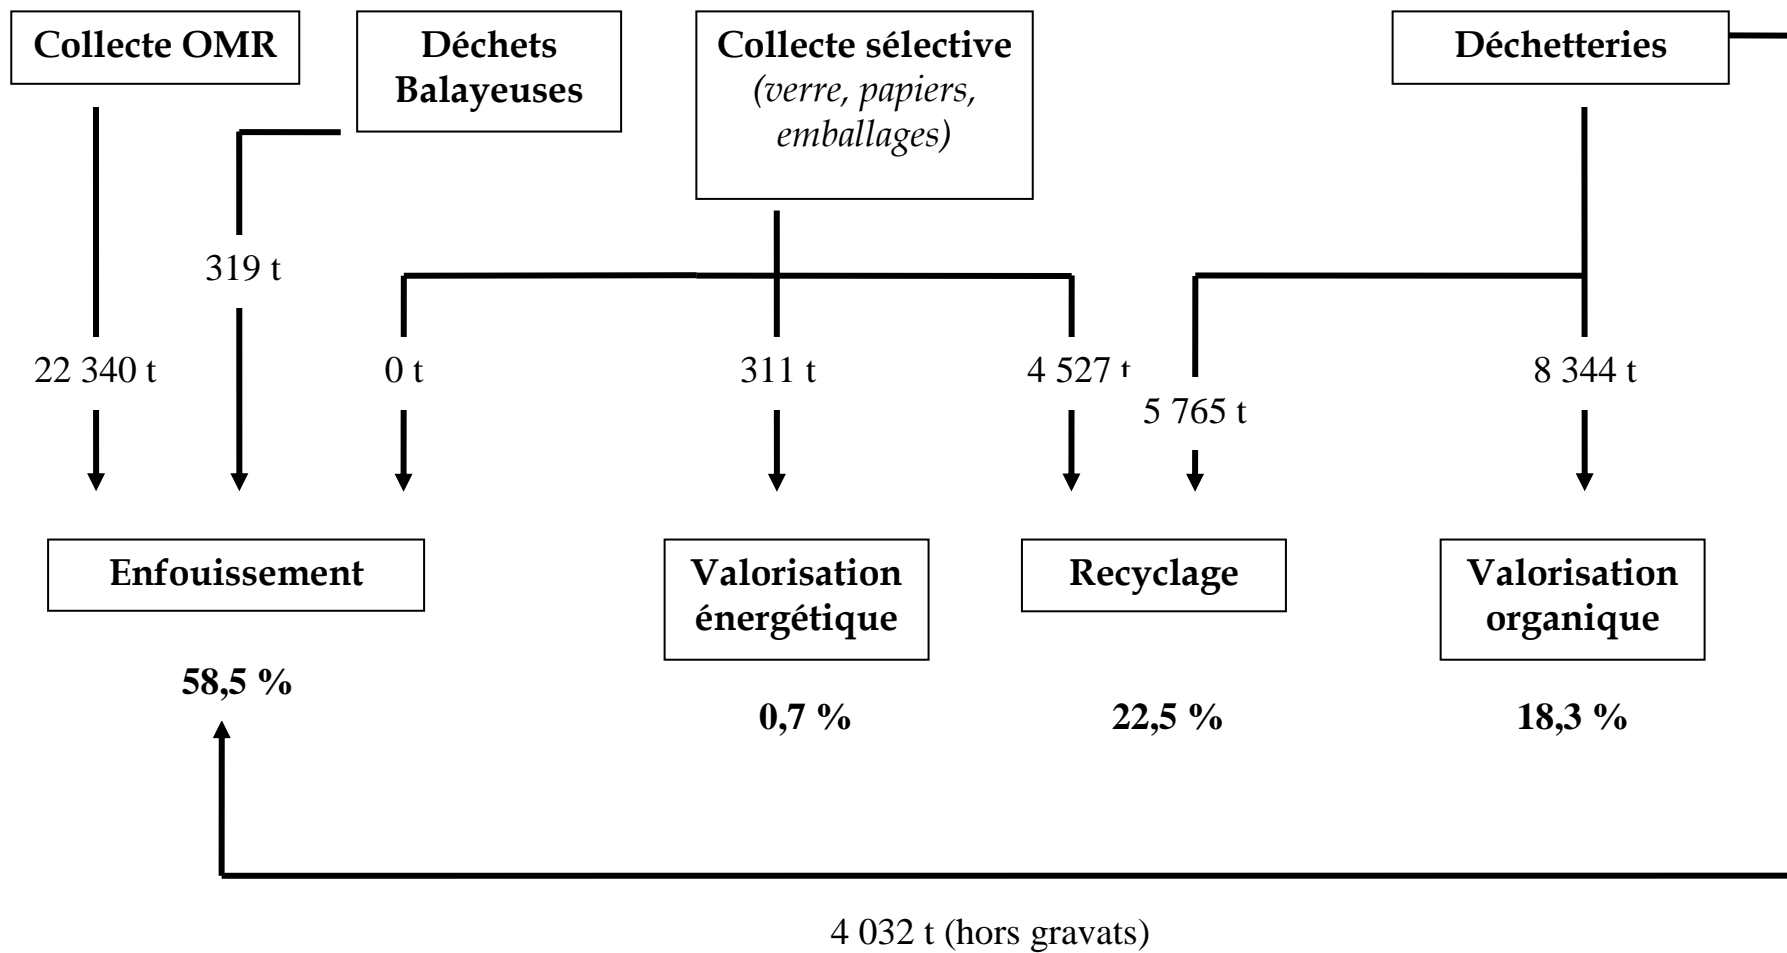 Collecte OMR
Déchets
Balayeuses
Collecte sélective
(verre, papiers,
emballages)
Déchetteries
319 t
22 340 t
0 t
311 t
4 527 t
5 765 t
8 344 t
Enfouissement
Valorisation
énergétique
Recyclage
Valorisation
organique
58,5 %
0,7 %
22,5 %
18,3 %
4 032 t (hors gravats)